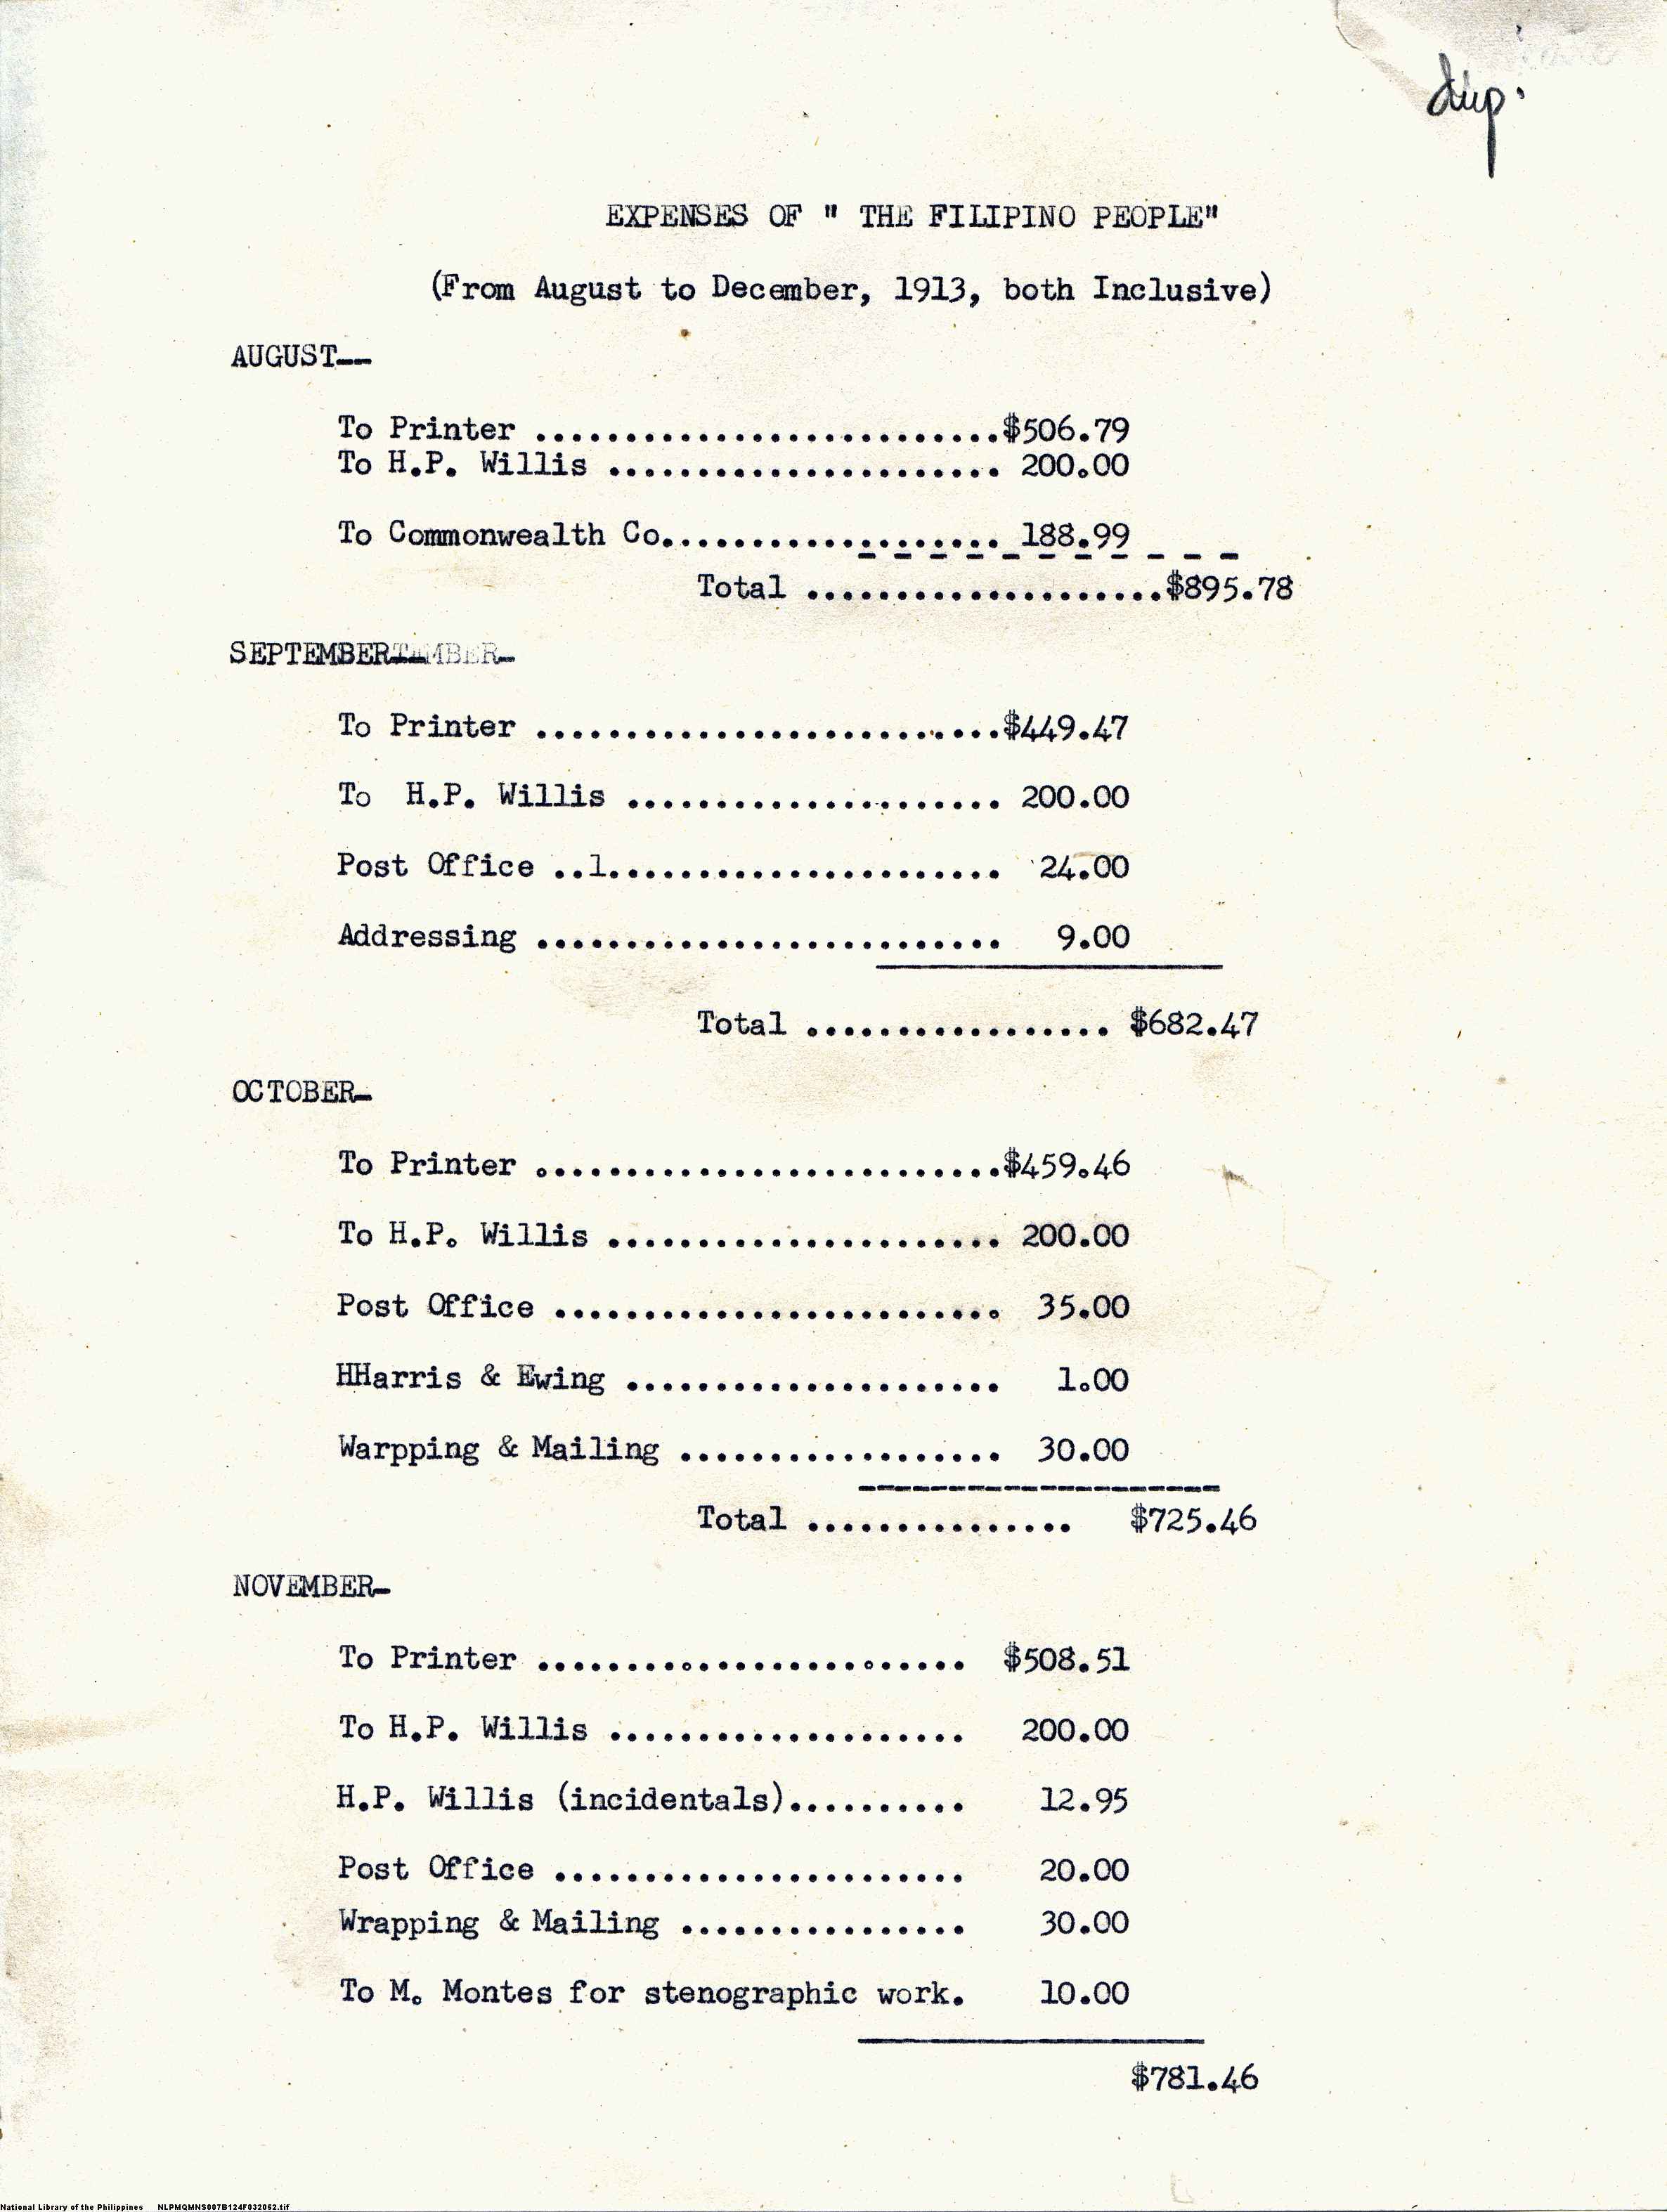 dup.
EXPENSES OF " THE FILIPINO PEOPLE"
(From August to December, 1913, both Inclusive)
AUGUST--
To Printer ..........................$506.79
To H.P. Willis ...................... 200.00
To Commonwealth Co................... 188.99
Total ....................$895.78
SEPTEMBERTEMBER-
To Printer ..........................$449.47
To  H.P. Willis ..................... 200.00
Post Office ..1...................... 24.00
Addressing .......................... 9.00
Total ................. $682.47
OCTOBER-
To Printer ..........................$459.46
To H.P. Willis ...................... 200.00
Post Office ......................... 35.00
HHarris & Ewing ..................... 1.00
Warpping & Mailing .................. 30.00
Total ............... $725.46
NOVEMBER-
To Printer ........................ $508.51
To H.P. Willis .................... 200.00
H.P. Willis (incidentals).......... 12.95
Post Office ....................... 20.00
Wrapping & Mailing ................ 30.00
To M. Montes for stenographic work. 10.00
$781.46
National Library of the Philippines NLPMQMNS007B124F032052.tif